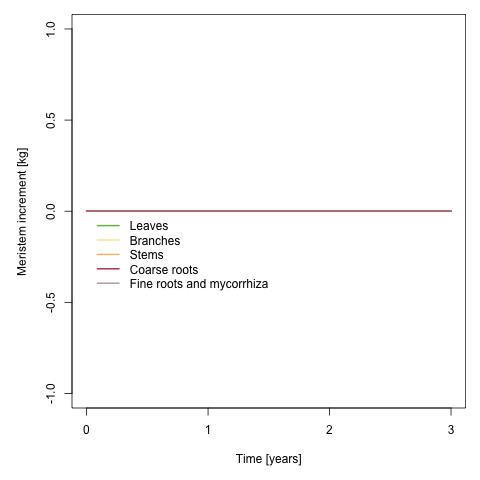 1.0
0.5
0.0
-0.5
-1.0
Meristem increment [kg]
Leaves
Branches
Stems
Coarse roots
Fine roots and mycorrhiza
0 1 2 3
Time [years]